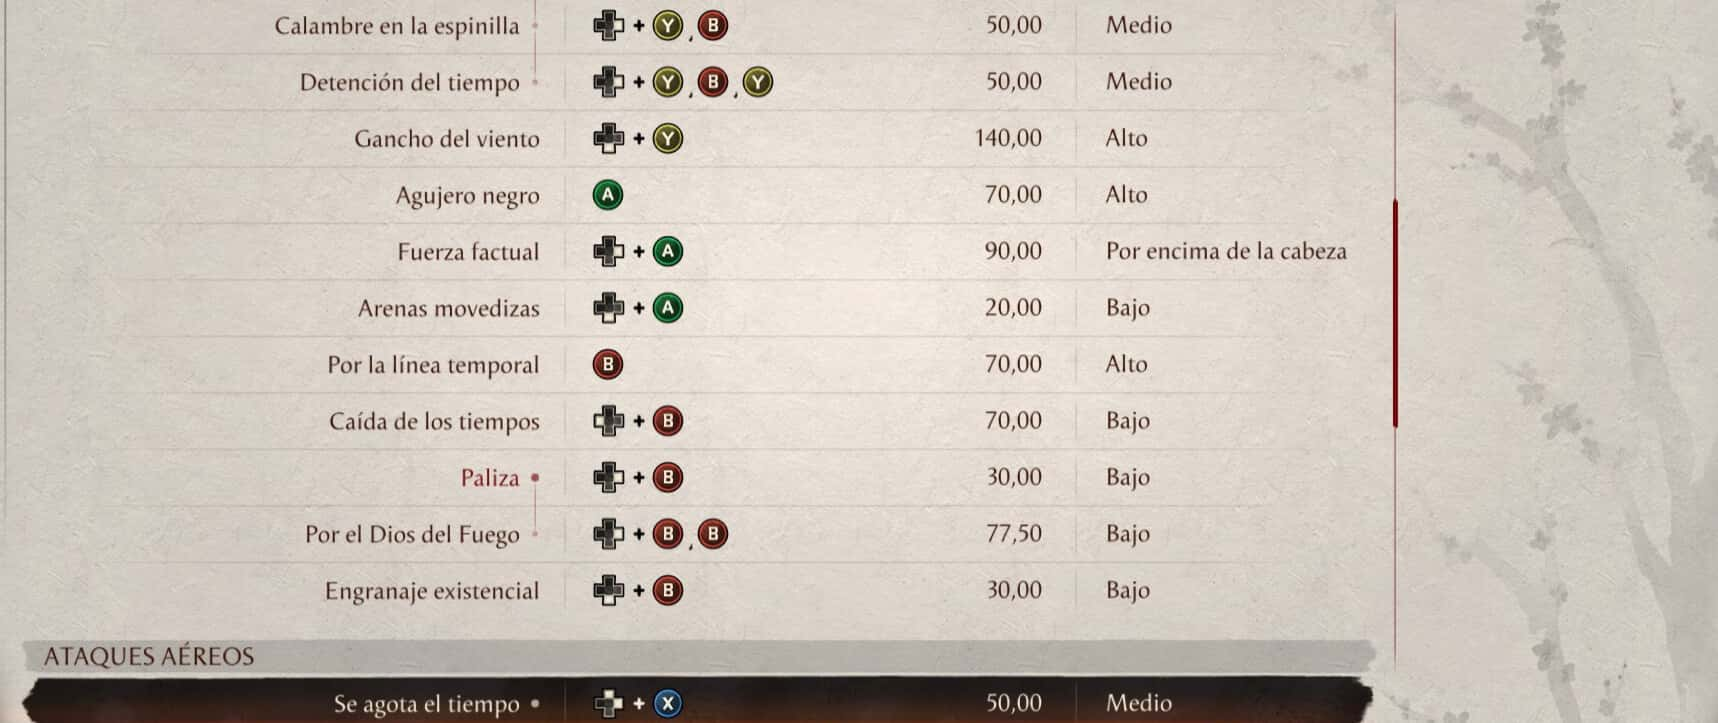 Calambre en la espinilla + Y, B 50,00 Medio
Detención del tiempo + Y, B, Y 50,00 Medio
Gancho del viento + Y 140,00 Alto
Agujero negro A 70,00 Alto
Fuerza factual + A 90,00 Por encima de la cabeza
Arenas movedizas + A 20,00 Bajo
Por la línea temporal B 70,00 Alto
Caída de los tiempos + B 70,00 Bajo
Paliza + B 30,00 Bajo
Por el Dios del Fuego + B, B 77,50 Bajo
Engranaje existencial + B 30,00 Bajo
ATAQUES AÉREOS
Se agota el tiempo + X 50,00 Medio